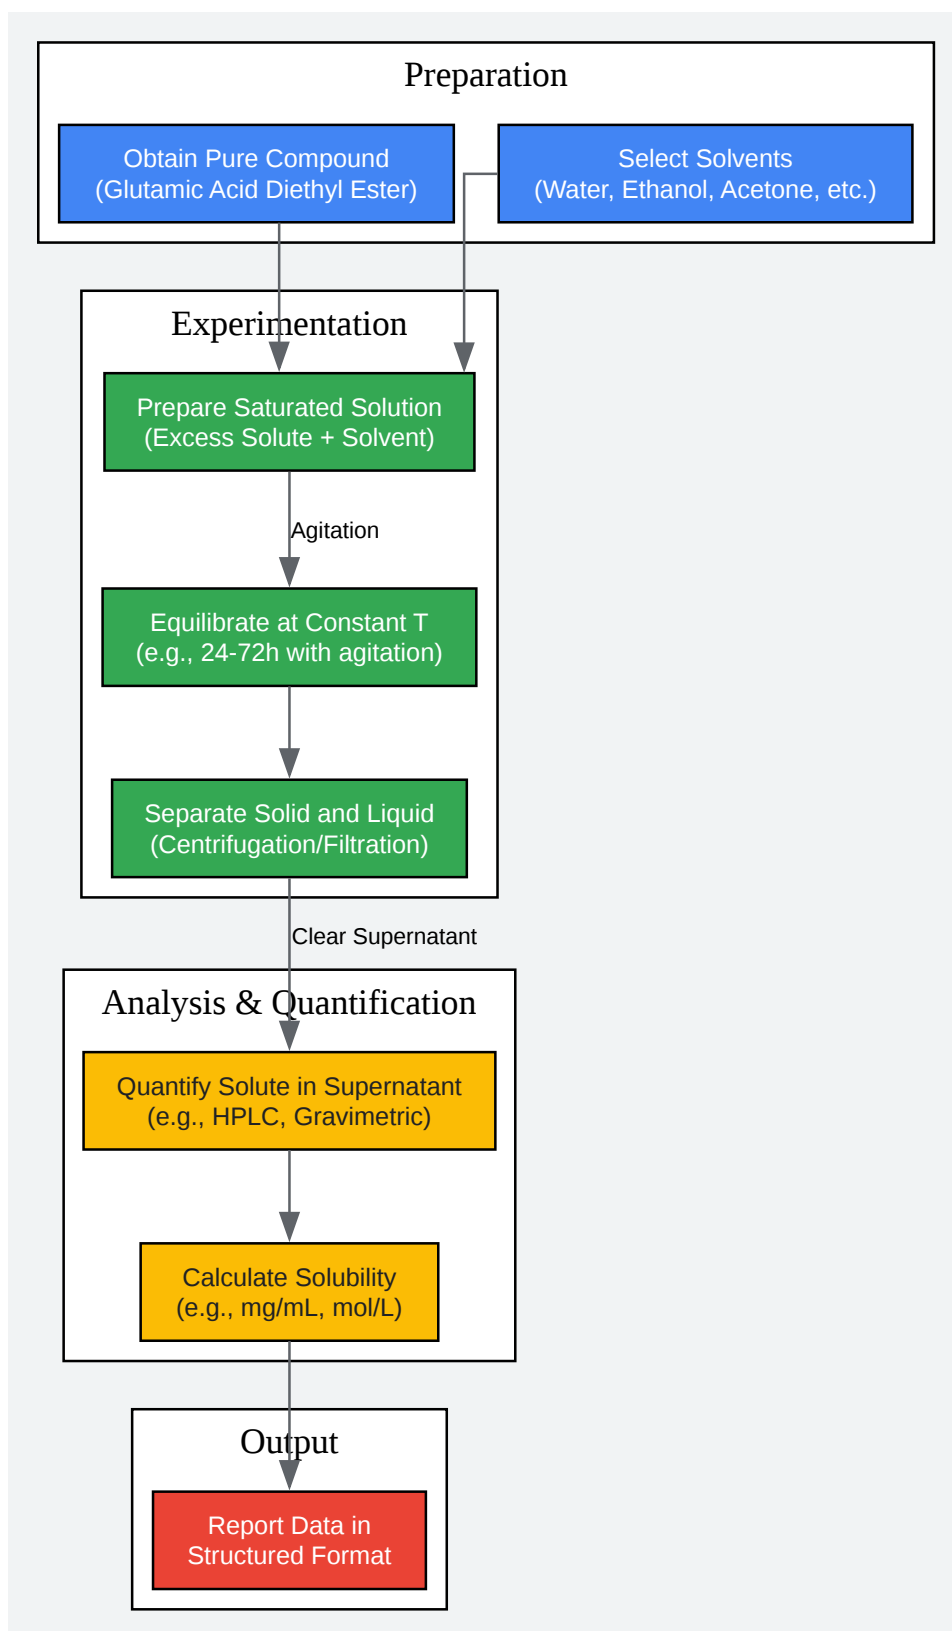 Preparation
Obtain Pure Compound
(Glutamic Acid Diethyl Ester)
Select Solvents
(Water, Ethanol, Acetone, etc.)
Experimentation
Prepare Saturated Solution
(Excess Solute + Solvent)
Agitation
Equilibrate at Constant T
(e.g., 24-72h with agitation)
Separate Solid and Liquid
(Centrifugation/Filtration)
Clear Supernatant
Analysis & Quantification
Quantify Solute in Supernatant
(e.g., HPLC, Gravimetric)
Calculate Solubility
(e.g., mg/mL, mol/L)
Output
Report Data in
Structured Format